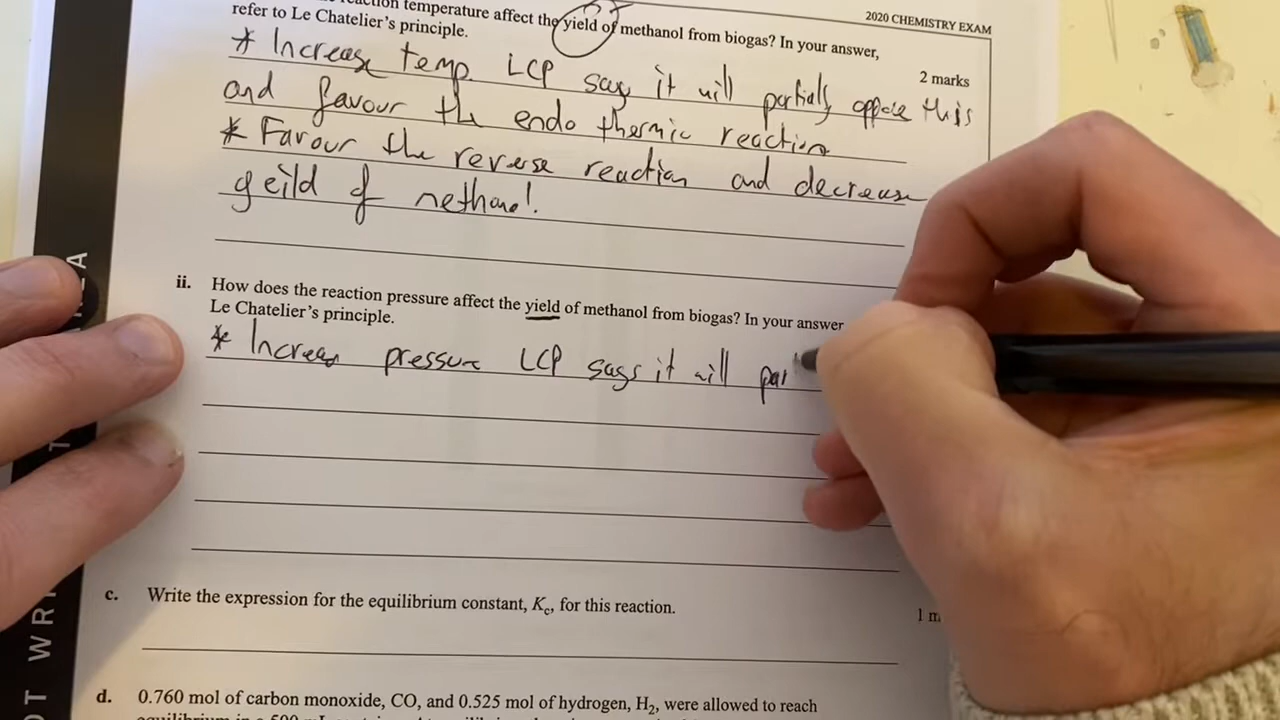 reaction temperature affect the yield of methanol from biogas? In your answer,
2020 CHEMISTRY EXAM
refer to Le Chatelier's principle.
2 marks
* Increase temp LCP says it will partially oppose this
and favour the endo thermic reaction
* Favour the reverse reaction and decrease
yeild of methanol.
ii. How does the reaction pressure affect the yield of methanol from biogas? In your answer
Le Chatelier's principle.
* Increase pressure LCP says it will par
c. Write the expression for the equilibrium constant, Kc, for this reaction.
1 m
d. 0.760 mol of carbon monoxide, CO, and 0.525 mol of hydrogen, H2, were allowed to reach